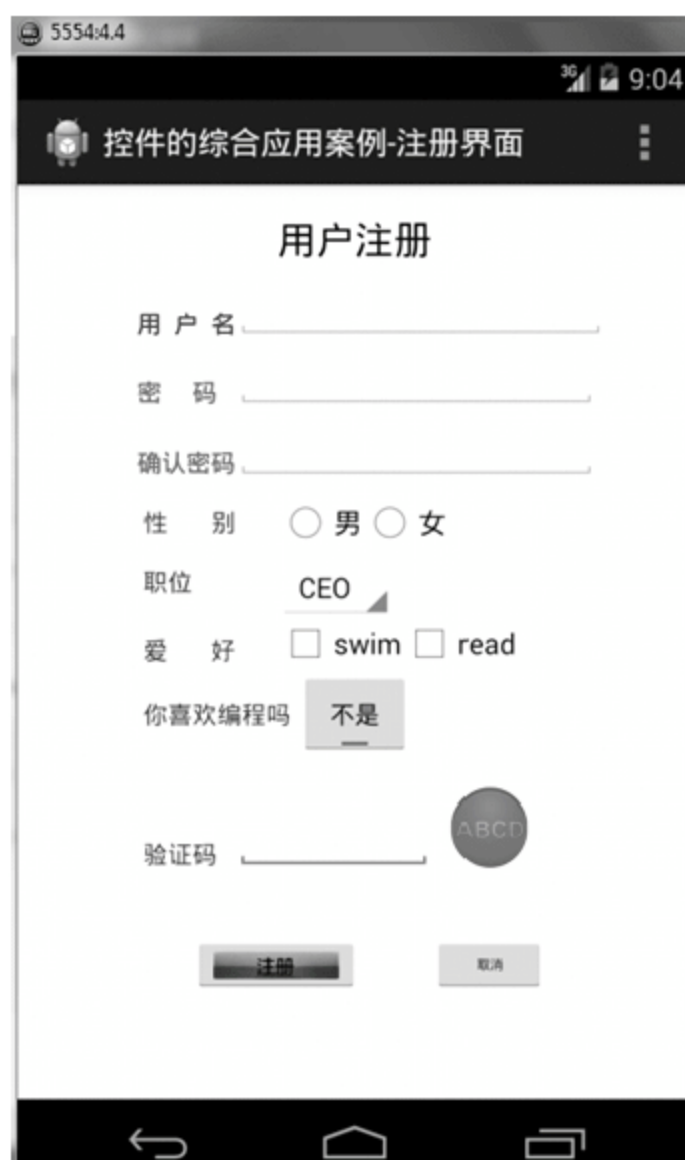 5554:4.4
3G 9:04
控件的综合应用案例-注册界面
用户注册
用 户 名
密 码
确认密码
性 别 男 女
职位 CEO
爱 好 swim read
你喜欢编程吗 不是
ABCD
验证码
注册 取消